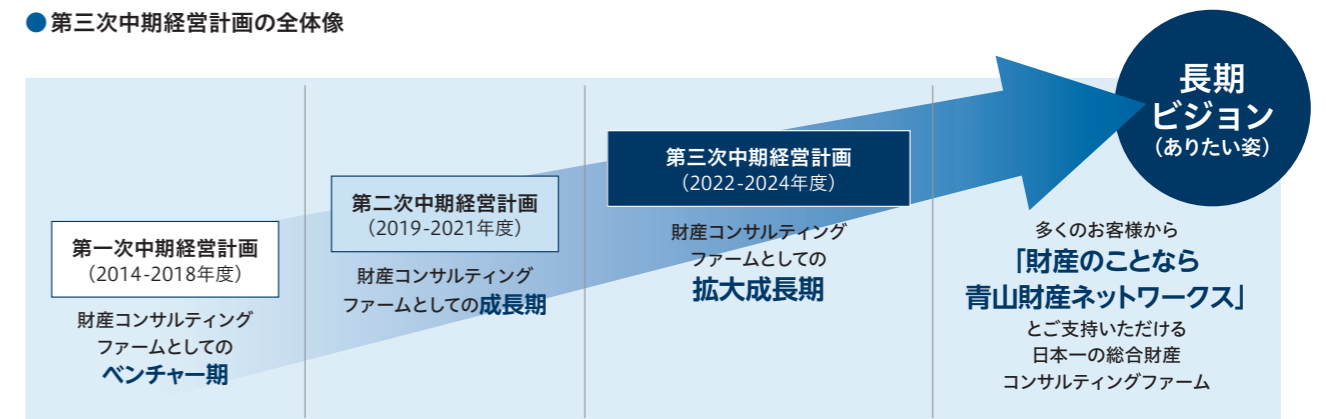 ●第三次中期経営計画の全体像
第一次中期経営計画
（2014-2018年度）
財産コンサルティング
ファームとしての
ベンチャー期
第二次中期経営計画
（2019-2021年度）
財産コンサルティング
ファームとしての成長期
第三次中期経営計画
（2022-2024年度）
財産コンサルティング
ファームとしての
拡大成長期
長期
ビジョン
（ありたい姿）
多くのお客様から
「財産のことなら
青山財産ネットワークス」
とご支持いただける
日本一の総合財産
コンサルティングファーム